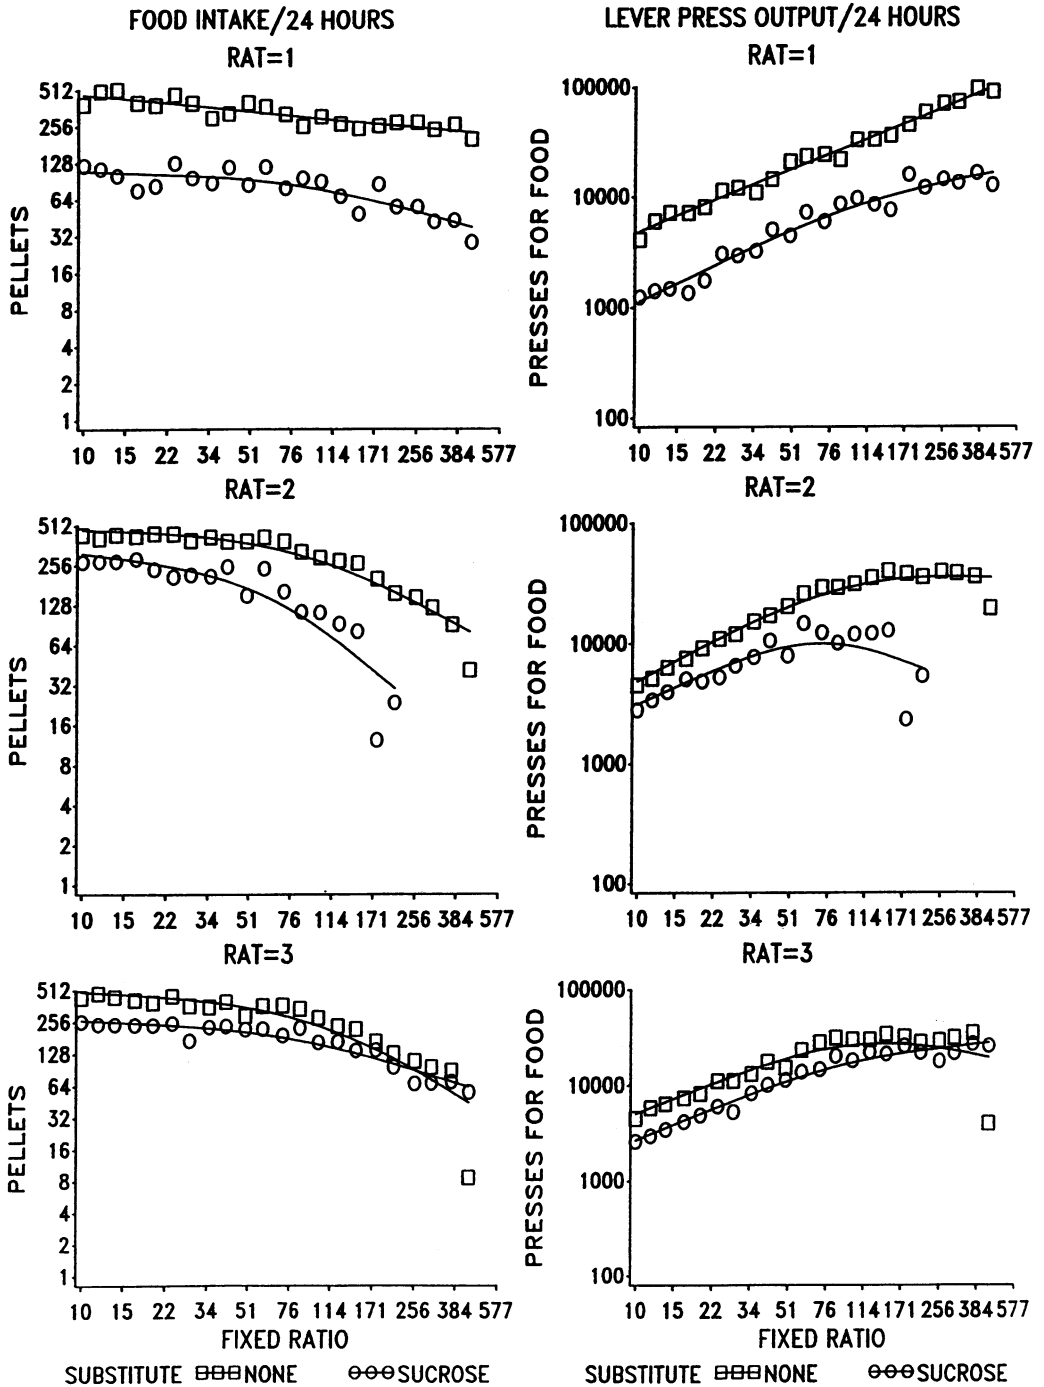 FOOD INTAKE/24 HOURS
LEVER PRESS OUTPUT/24 HOURS
RAT=1
PELLETS
512
256
128
64
32
16
8
4
2
1
10 15 22 34 51 76 114 171 256 384 577
RAT=1
PRESSES FOR FOOD
100000
10000
1000
100
10 15 22 34 51 76 114 171 256 384 577
RAT=2
PELLETS
512
256
128
64
32
16
8
4
2
1
10 15 22 34 51 76 114 171 256 384 577
RAT=2
PRESSES FOR FOOD
100000
10000
1000
100
10 15 22 34 51 76 114 171 256 384 577
RAT=3
PELLETS
512
256
128
64
32
16
8
4
2
1
10 15 22 34 51 76 114 171 256 384 577
FIXED RATIO
SUBSTITUTE NONE SUCROSE
RAT=3
PRESSES FOR FOOD
100000
10000
1000
100
10 15 22 34 51 76 114 171 256 384 577
FIXED RATIO
SUBSTITUTE NONE SUCROSE